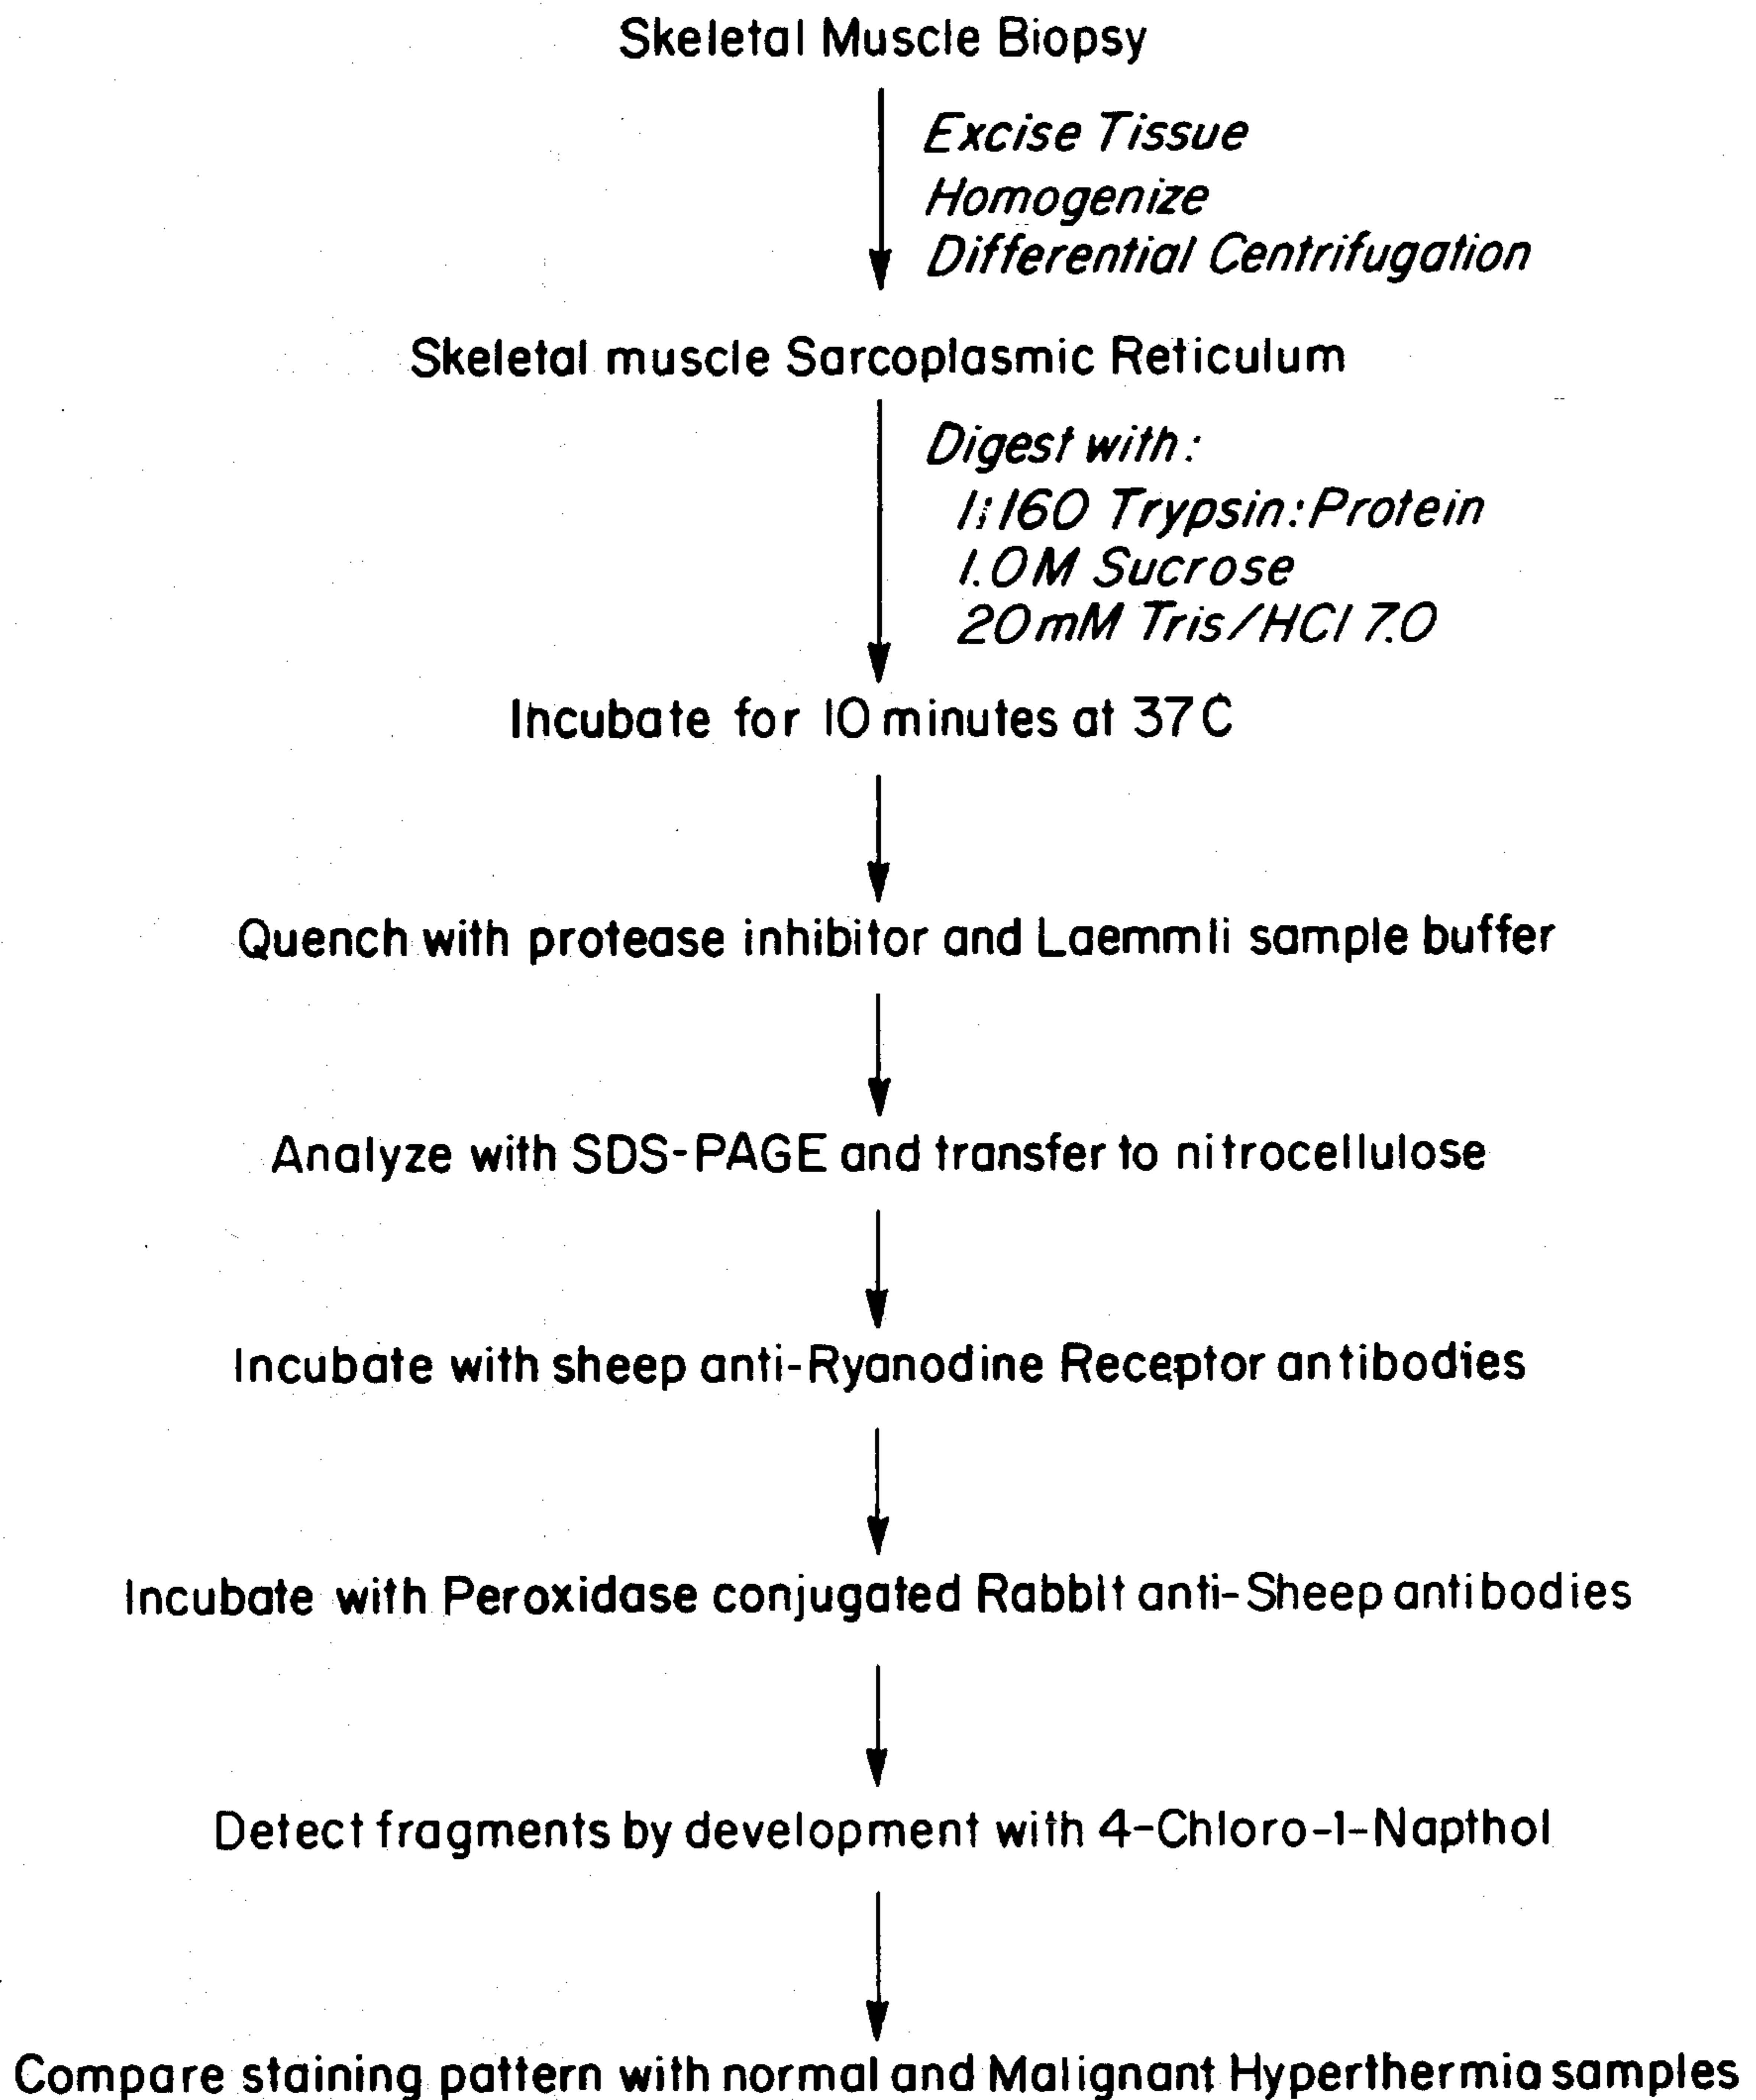 Skeletal Muscle Biopsy
Excise Tissue
Homogenize
Differential Centrifugation
Skeletal muscle Sarcoplasmic Reticulum
Digest with:
1:160 Trypsin:Protein
1.0M Sucrose
20mM Tris/HCl 7.0
Incubate for 10 minutes at 37C
Quench with protease inhibitor and Laemmli sample buffer
Analyze with SDS-PAGE and transfer to nitrocellulose
Incubate with sheep anti-Ryanodine Receptor antibodies
Incubate with Peroxidase conjugated Rabbit anti-Sheep antibodies
Detect fragments by development with 4-Chloro-1-Napthol
Compare staining pattern with normal and Malignant Hyperthermia samples